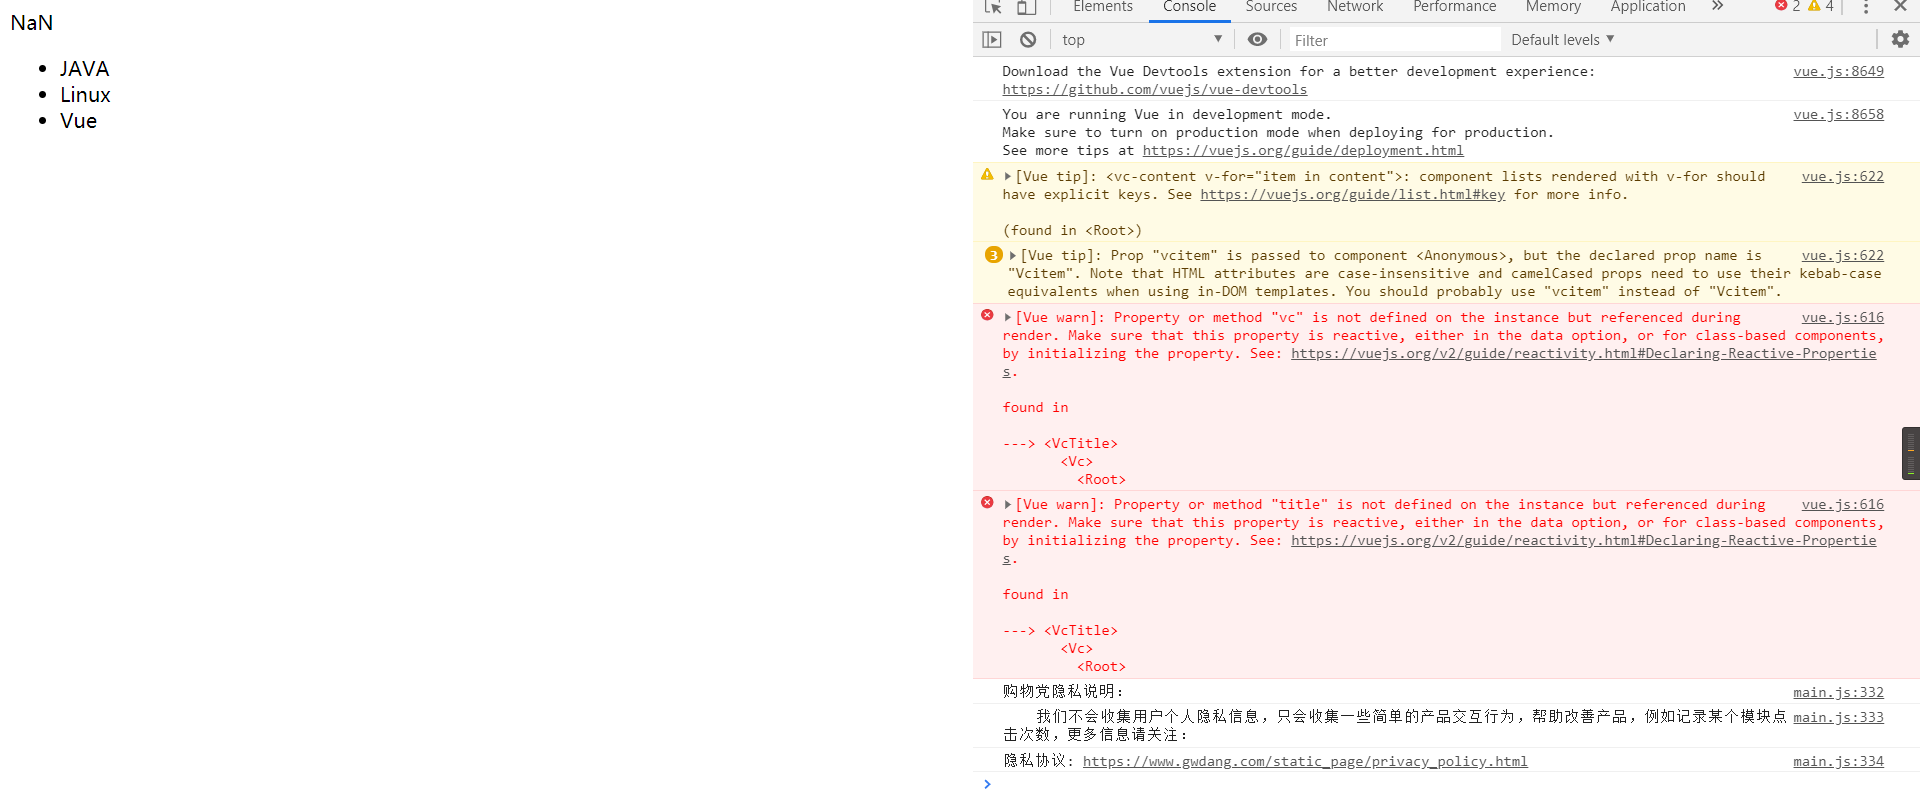 NaN
JAVA
Linux
Vue
Elements Console Sources Network Performance Memory Application » 2 4
top Filter Default levels
Download the Vue Devtools extension for a better development experience: vue.js:8649
https://github.com/vuejs/vue-devtools
You are running Vue in development mode. vue.js:8658
Make sure to turn on production mode when deploying for production.
See more tips at https://vuejs.org/guide/deployment.html
[Vue tip]: <vc-content v-for="item in content">: component lists rendered with v-for should vue.js:622
have explicit keys. See https://vuejs.org/guide/list.html#key for more info.
(found in <Root>)
3 [Vue tip]: Prop "vcitem" is passed to component <Anonymous>, but the declared prop name is vue.js:622
"Vcitem". Note that HTML attributes are case-insensitive and camelCased props need to use their kebab-case
equivalents when using in-DOM templates. You should probably use "vcitem" instead of "Vcitem".
[Vue warn]: Property or method "vc" is not defined on the instance but referenced during vue.js:616
render. Make sure that this property is reactive, either in the data option, or for class-based components,
by initializing the property. See: https://vuejs.org/v2/guide/reactivity.html#Declaring-Reactive-Propertie
s.
found in
---> <VcTitle>
<Vc>
<Root>
[Vue warn]: Property or method "title" is not defined on the instance but referenced during vue.js:616
render. Make sure that this property is reactive, either in the data option, or for class-based components,
by initializing the property. See: https://vuejs.org/v2/guide/reactivity.html#Declaring-Reactive-Propertie
s.
found in
---> <VcTitle>
<Vc>
<Root>
购物党隐私说明： main.js:332
我们不会收集用户个人隐私信息，只会收集一些简单的产品交互行为，帮助改善产品，例如记录某个模块点 main.js:333
击次数，更多信息请关注：
隐私协议: https://www.gwdang.com/static_page/privacy_policy.html main.js:334